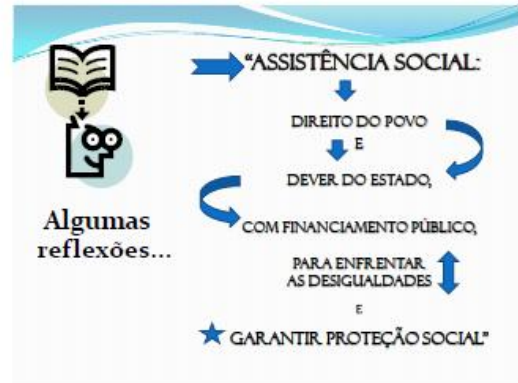 Algumas
reflexões...
“ASSISTÊNCIA SOCIAL:
DIREITO DO POVO
E
DEVER DO ESTADO,
COM FINANCIAMENTO PÚBLICO,
PARA ENFRENTAR
AS DESIGUALDADES
E
GARANTIR PROTEÇÃO SOCIAL”